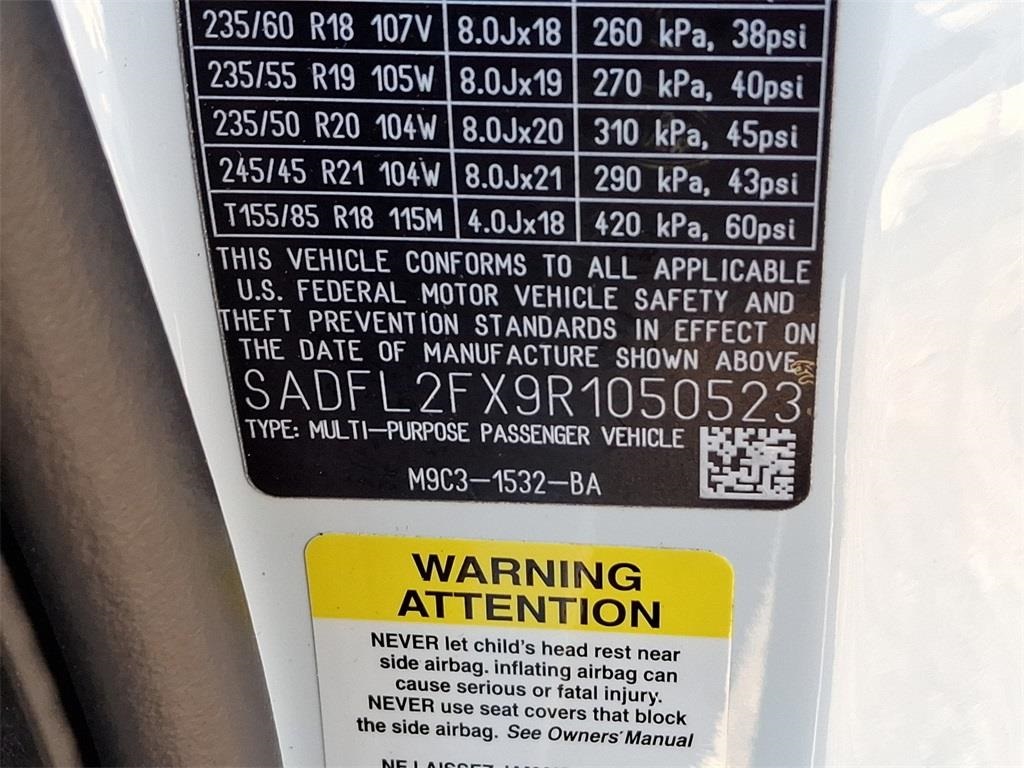 235/60 R18 107V 8.0Jx18 260 kPa, 38psi
235/55 R19 105W 8.0Jx19 270 kPa, 40psi
235/50 R20 104W 8.0Jx20 310 kPa, 45psi
245/45 R21 104W 8.0Jx21 290 kPa, 43psi
T155/85 R18 115M 4.0Jx18 420 kPa, 60psi
THIS VEHICLE CONFORMS TO ALL APPLICABLE
U.S. FEDERAL MOTOR VEHICLE SAFETY AND
THEFT PREVENTION STANDARDS IN EFFECT ON
THE DATE OF MANUFACTURE SHOWN ABOVE
SADFL2FX9R1050523
TYPE: MULTI-PURPOSE PASSENGER VEHICLE
M9C3-1532-BA
WARNING
ATTENTION
NEVER let child's head rest near
side airbag. inflating airbag can
cause serious or fatal injury.
NEVER use seat covers that block
the side airbag. See Owners' Manual